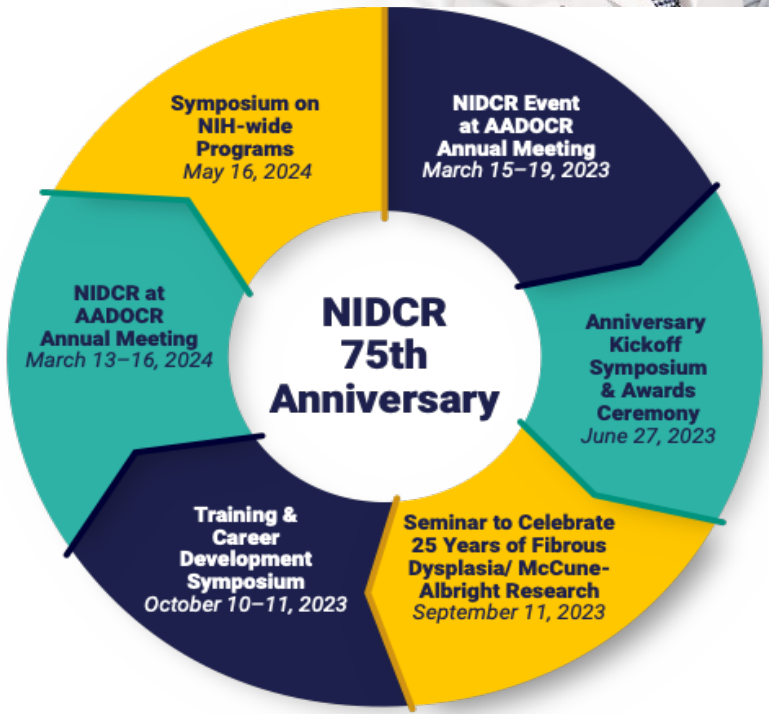 NIDCR
75th
Anniversary
NIDCR Event
at AADOCR
Annual Meeting
March 15–19, 2023
Anniversary
Kickoff
Symposium
& Awards
Ceremony
June 27, 2023
Seminar to Celebrate
25 Years of Fibrous
Dysplasia/ McCune-
Albright Research
September 11, 2023
Training &
Career
Development
Symposium
October 10–11, 2023
NIDCR at
AADOCR
Annual Meeting
March 13–16, 2024
Symposium on
NIH-wide
Programs
May 16, 2024